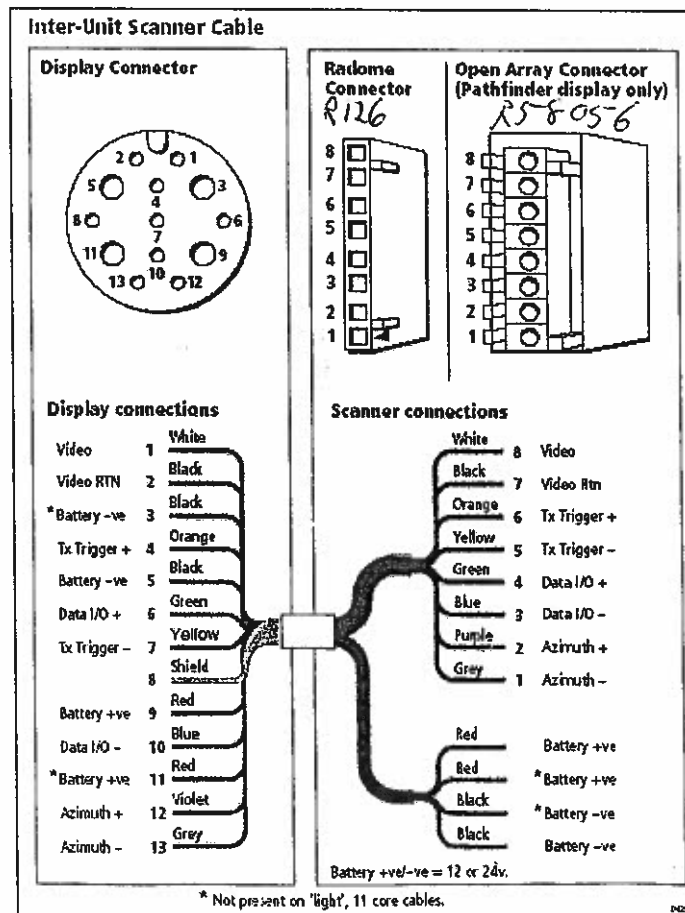 Inter-Unit Scanner Cable
Display Connector
2 1
5 3
4
8 6
7
11 9
10
13 12
Radome
Connector
R126
8
7
6
5
4
3
2
1
Open Array Connector
(Pathfinder display only)
R5-8 05-6
8
7
6
5
4
3
2
1
Display connections
Video 1 White
Video RTN 2 Black
*Battery –ve 3 Black
Tx Trigger + 4 Orange
Battery –ve 5 Black
Data I/O + 6 Green
Tx Trigger – 7 Yellow
8 Shield
Battery +ve 9 Red
Data I/O – 10 Blue
*Battery +ve 11 Red
Azimuth + 12 Violet
Azimuth – 13 Grey
Scanner connections
White 8 Video
Black 7 Video Rtn
Orange 6 Tx Trigger +
Yellow 5 Tx Trigger –
Green 4 Data I/O +
Blue 3 Data I/O –
Purple 2 Azimuth +
Grey 1 Azimuth –
Red Battery +ve
Red *Battery +ve
Black *Battery –ve
Black Battery –ve
Battery +ve/–ve = 12 or 24v.
* Not present on 'light', 11 core cables.